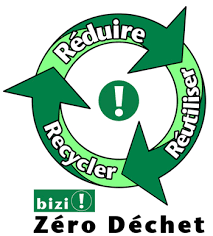 Réduire
Réutiliser
Recycler
!
bizi !
Zéro Déchet